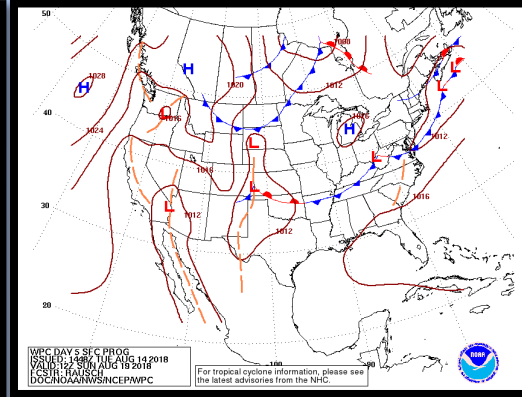 50
1008
H
H
1028
1020
1012
40
1024
1016
1016
H
L
L
L
1012
L
1016
30
L
L
1012
1012
1016
20
WPC DAY 5 SFC PROG
ISSUED: 1448Z TUE AUG 14 2018
VALID: 12Z SUN AUG 19 2018
FCSTR: RAUSCH
DOC/NOAA/NWS/NCEP/WPC
-100
For tropical cyclone information, please see
the latest advisories from the NHC.
NOAA